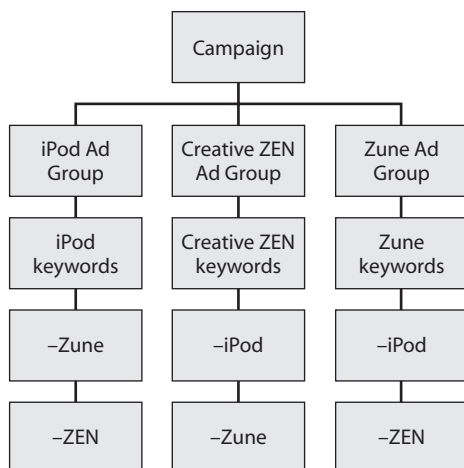 Campaign
iPod Ad
Group
Creative ZEN
Ad Group
Zune Ad
Group
iPod
keywords
Creative ZEN
keywords
Zune
keywords
–Zune
–iPod
–iPod
–ZEN
–Zune
–ZEN